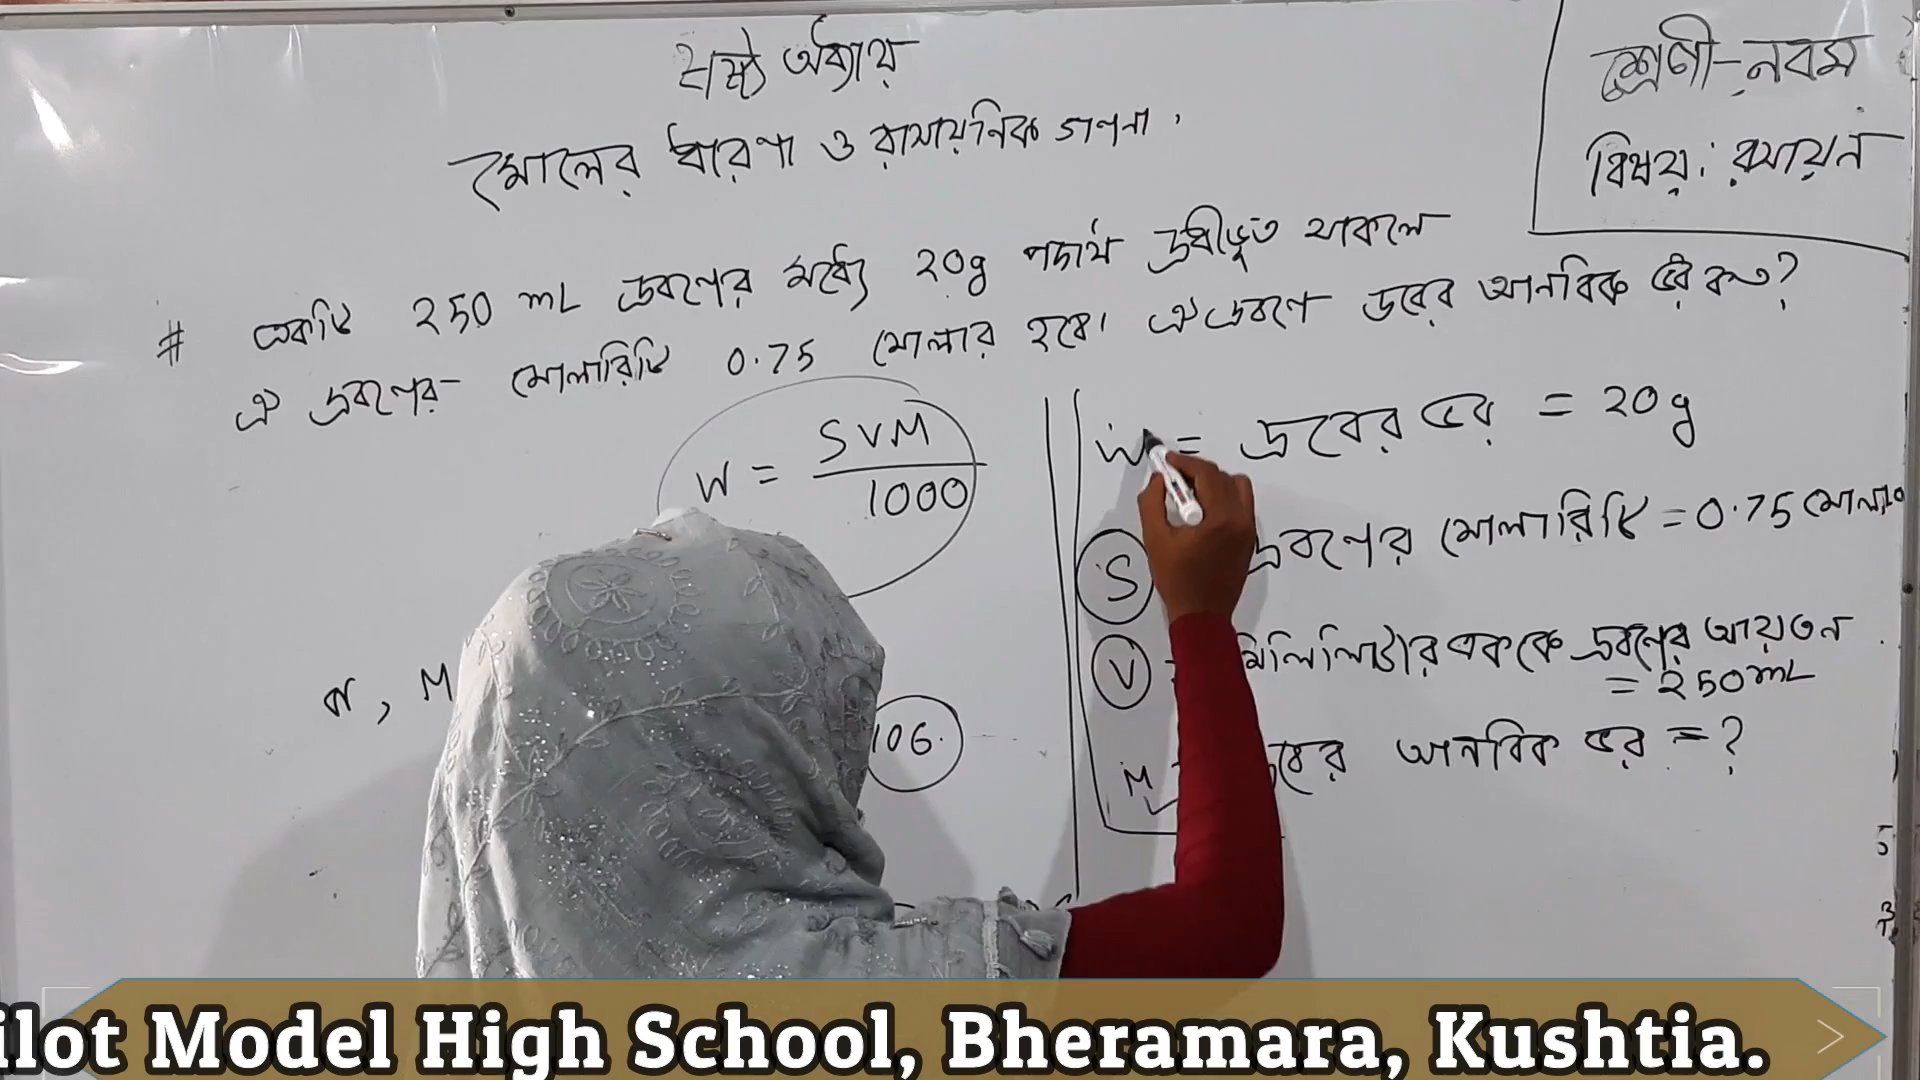 ষষ্ঠ অধ্যায়
মোলের ধারণা ও রাসায়নিক গণনা.
শ্রেণী-নবম
বিষয়: রসায়ন
# একটি 250 mL দ্রবণের মধ্যে 20g পদার্থ দ্রবীভূত থাকলে
ঐ দ্রবণের মোলারিটি 0.75 মোলার হবে। ঐ দ্রবণে দ্রবের আনবিক ভর কত?
W = SVM
1000
M
106.
W = দ্রবের ভর = 20g
S দ্রবণের মোলারিটি = 0.75
V = মিলিলিটার এককে দ্রবণের আয়তন
= 250mL
M দ্রবের আনবিক ভর = ?
ilot Model High School, Bheramara, Kushtia.